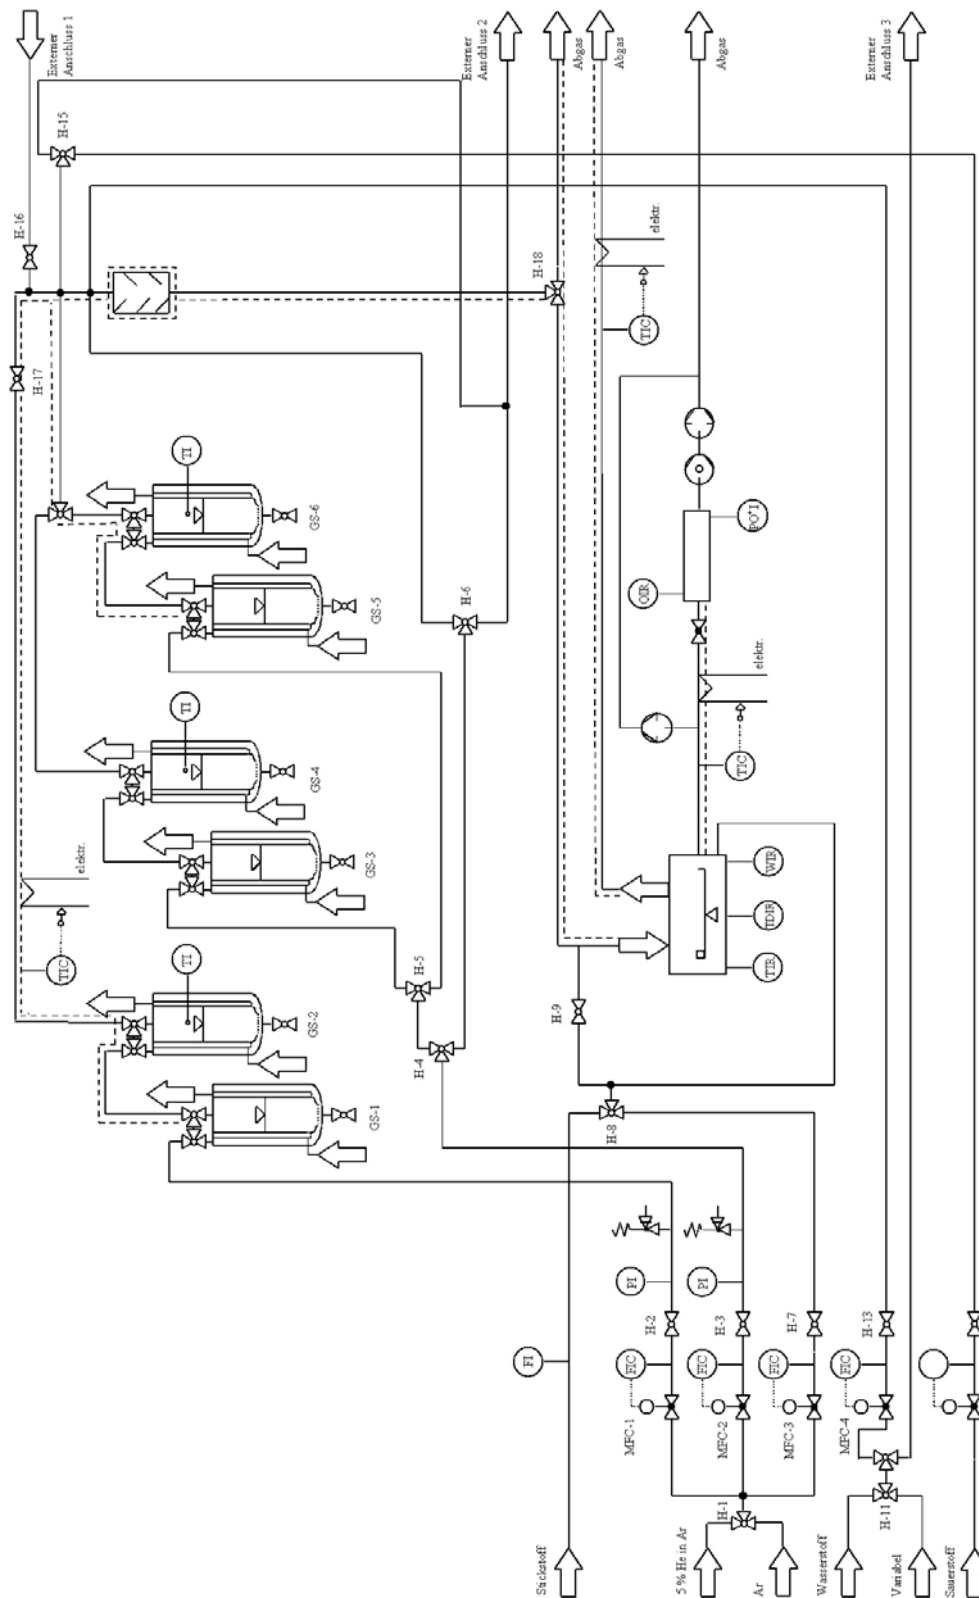 Externer
Anschluss 1
H-15
H-16
H-17
Externer
Anschluss 2
Abgas
Abgas
Abgas
Externer
Anschluss 3
H-18
elektr.
TIC
TI
GS-6
GS-5
H-6
TI
GS-4
GS-3
H-5
H-4
elektr.
TIC
TI
GS-2
GS-1
OIR
elektr.
TIC
WIR
TDIR
TIR
H-9
H-8
PI
PI
H-2
H-3
H-7
H-13
FI
FIC
FIC
FIC
FIC
MFC-1
MFC-2
MFC-3
MFC-4
H-1
H-11
Stickstoff
5 % He in Ar
Ar
Wasserstoff
Variabel
Sauerstoff